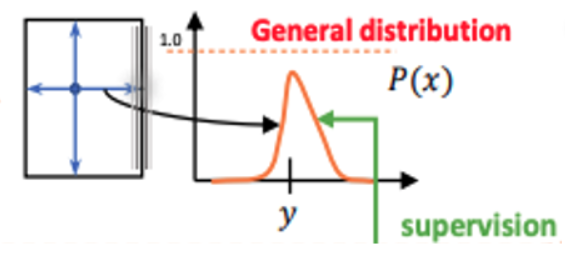 General distribution
1.0
P(x)
y
supervision